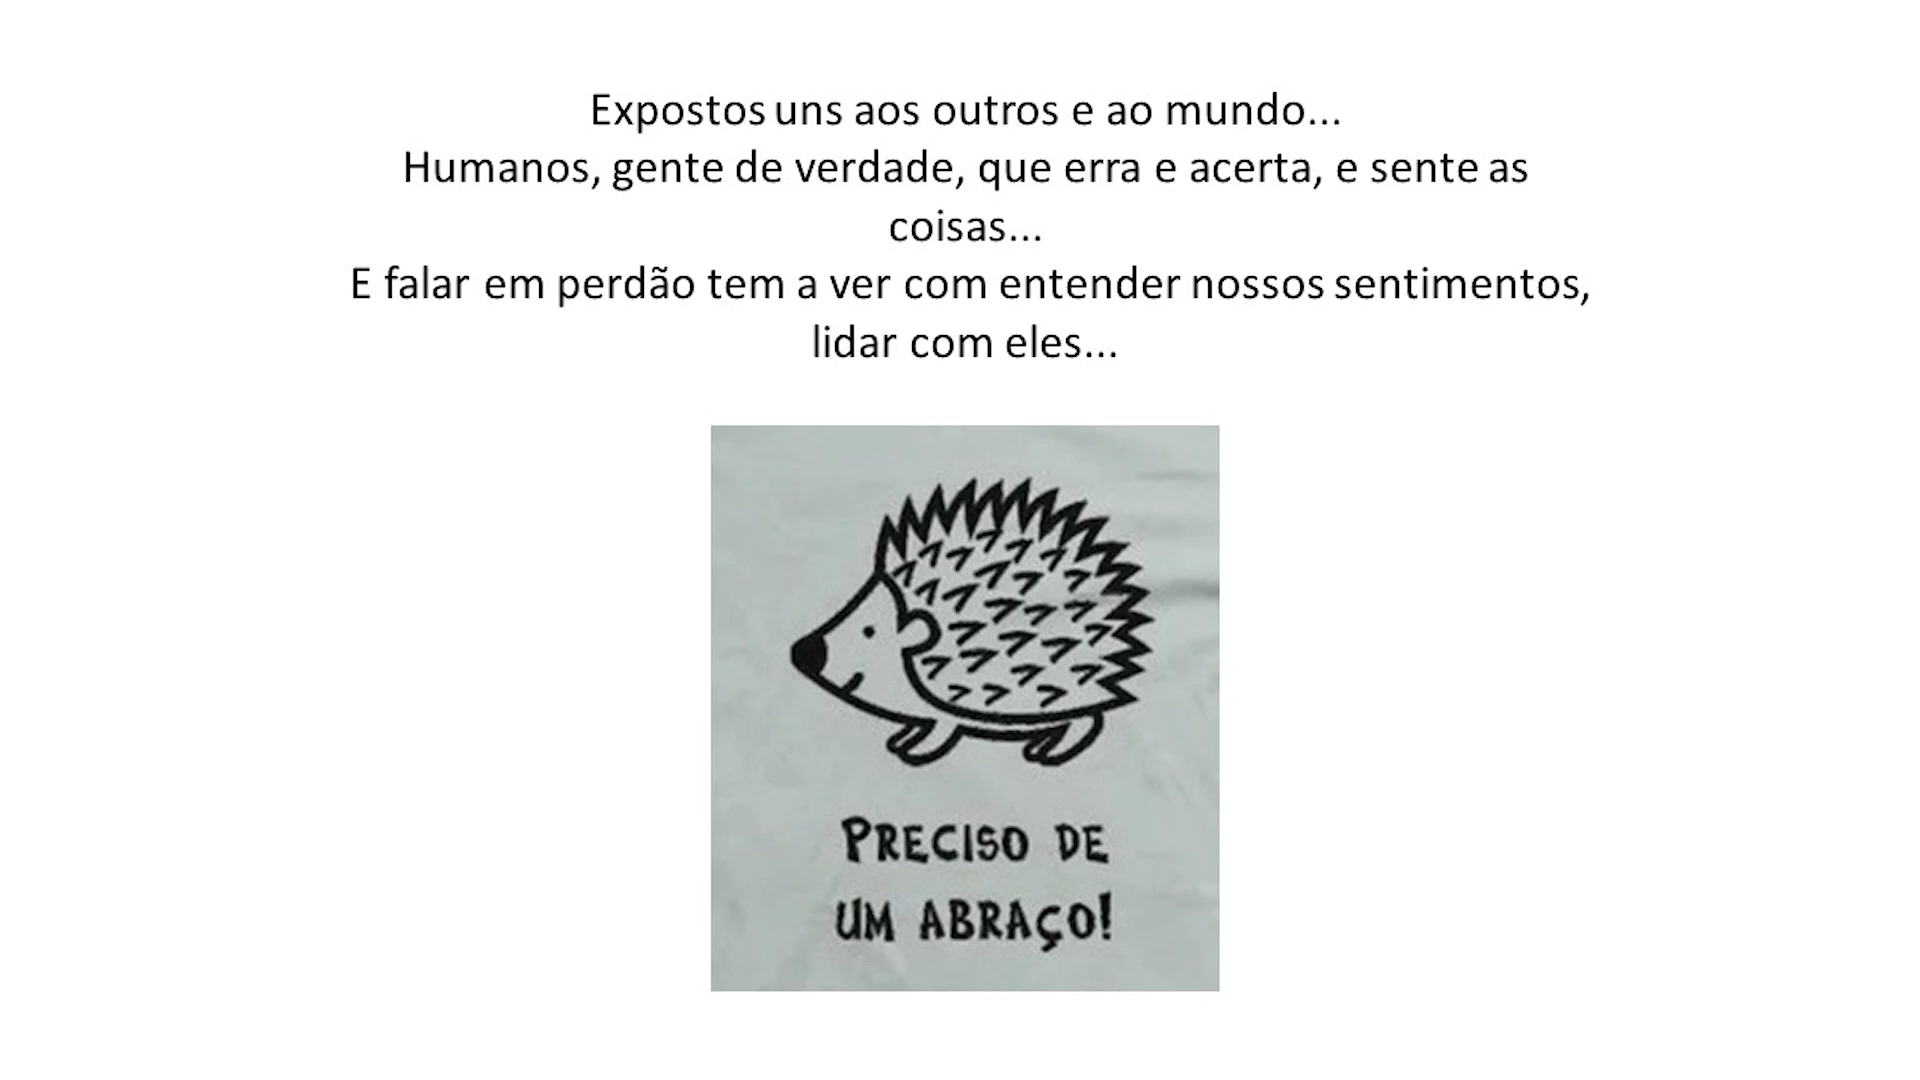 Expostos uns aos outros e ao mundo...
Humanos, gente de verdade, que erra e acerta, e sente as
coisas...
E falar em perdão tem a ver com entender nossos sentimentos,
lidar com eles...
PRECISO DE
UM ABRAÇO!